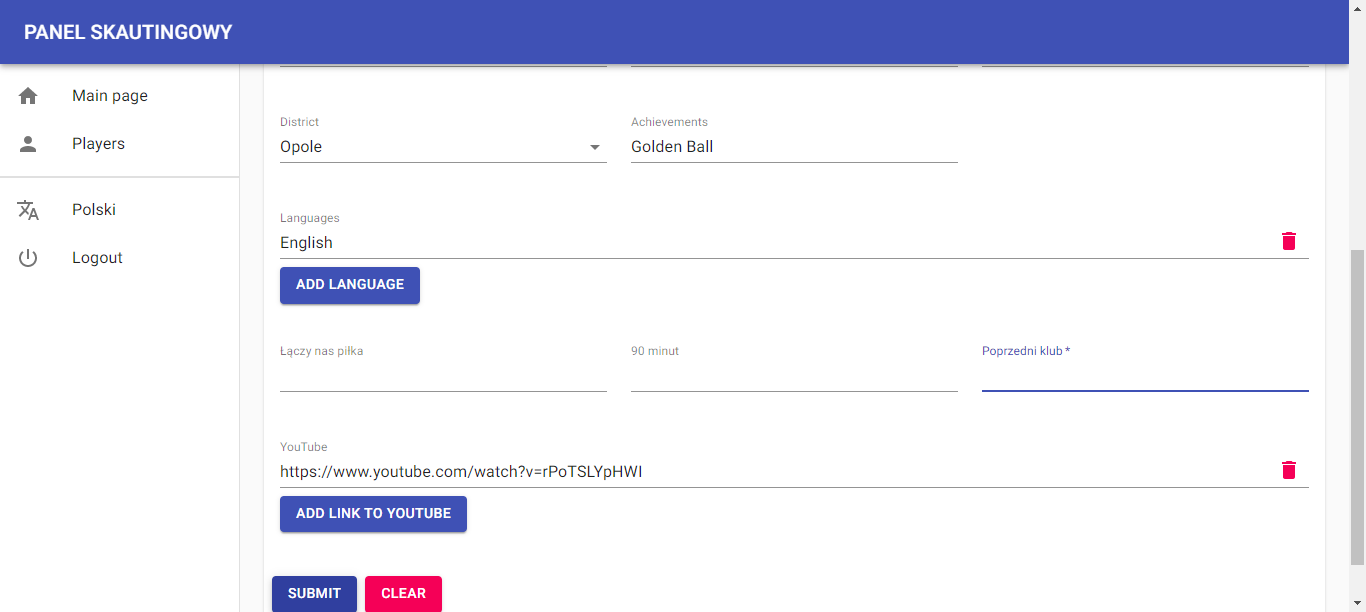 PANEL SKAUTINGOWY
Main page
Players
Polski
Logout
District
Achievements
Opole
Golden Ball
Languages
English
ADD LANGUAGE
Łączy nas piłka
90 minut
Poprzedni klub *
YouTube
https://www.youtube.com/watch?v=rPoTSLYpHWI
ADD LINK TO YOUTUBE
SUBMIT
CLEAR